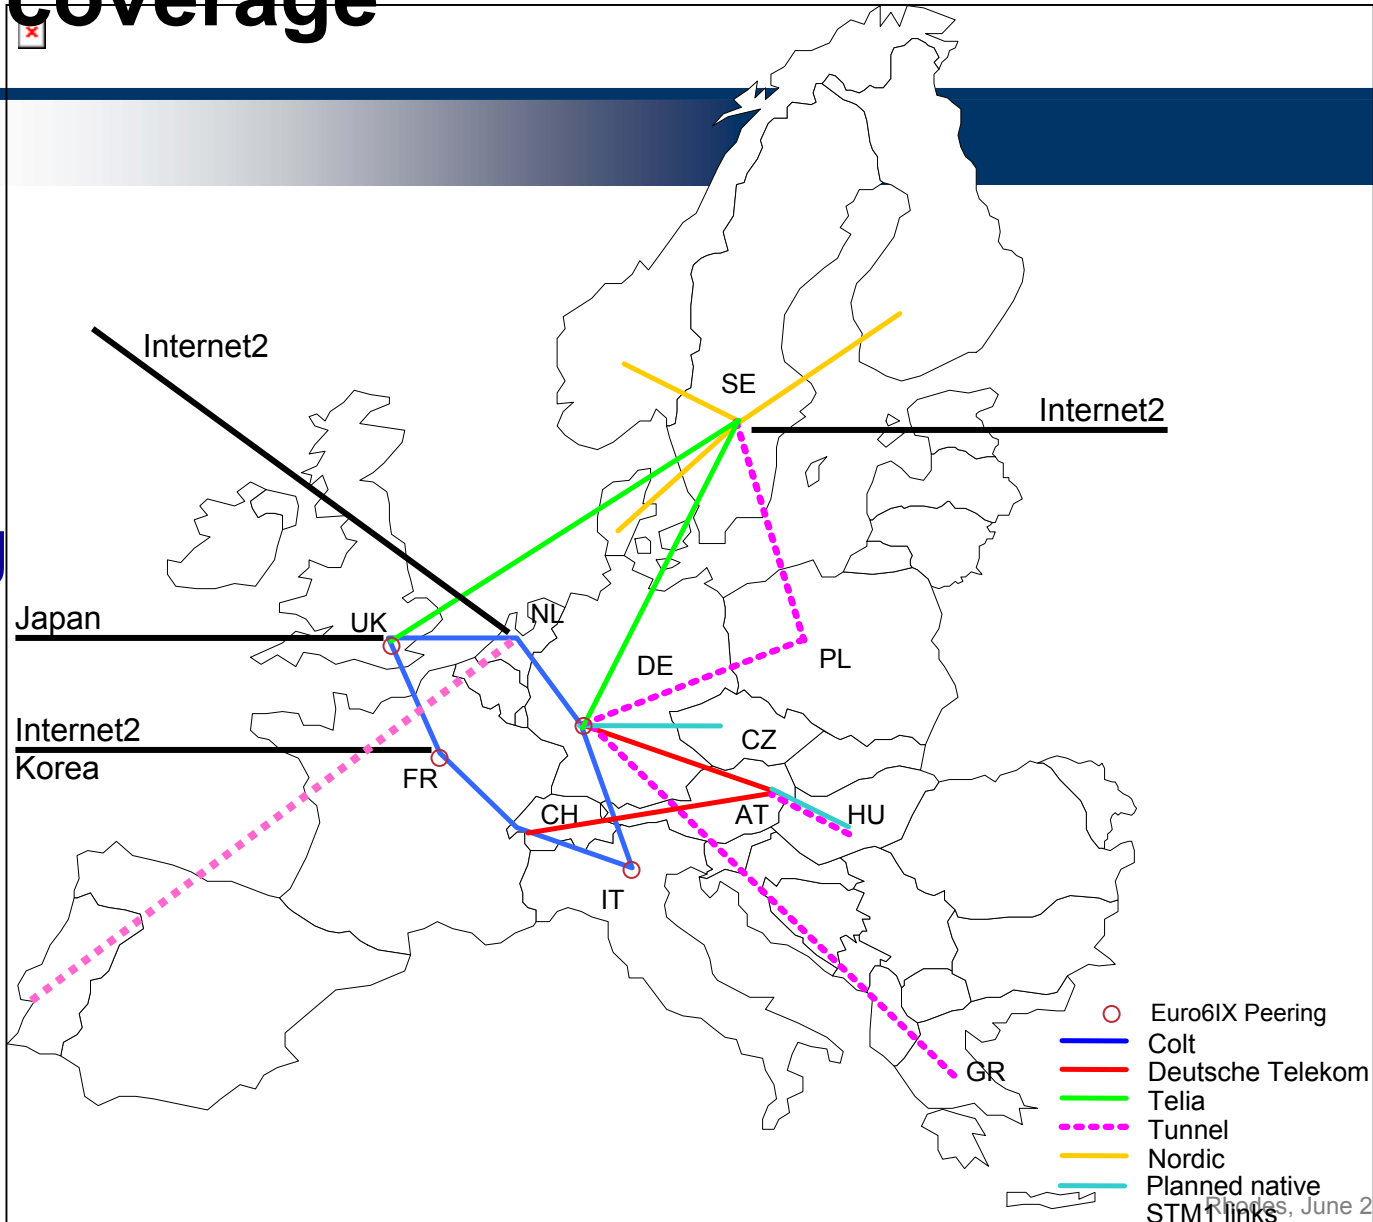 coverage
Internet2
SE
Internet2
Japan
UK
NL
DE
PL
Internet2
Korea
FR
CZ
CH
AT
HU
IT
GR
Euro6IX Peering
Colt
Deutsche Telekom
Telia
Tunnel
Nordic
Planned native
STM1 links
Rhodes, June 2